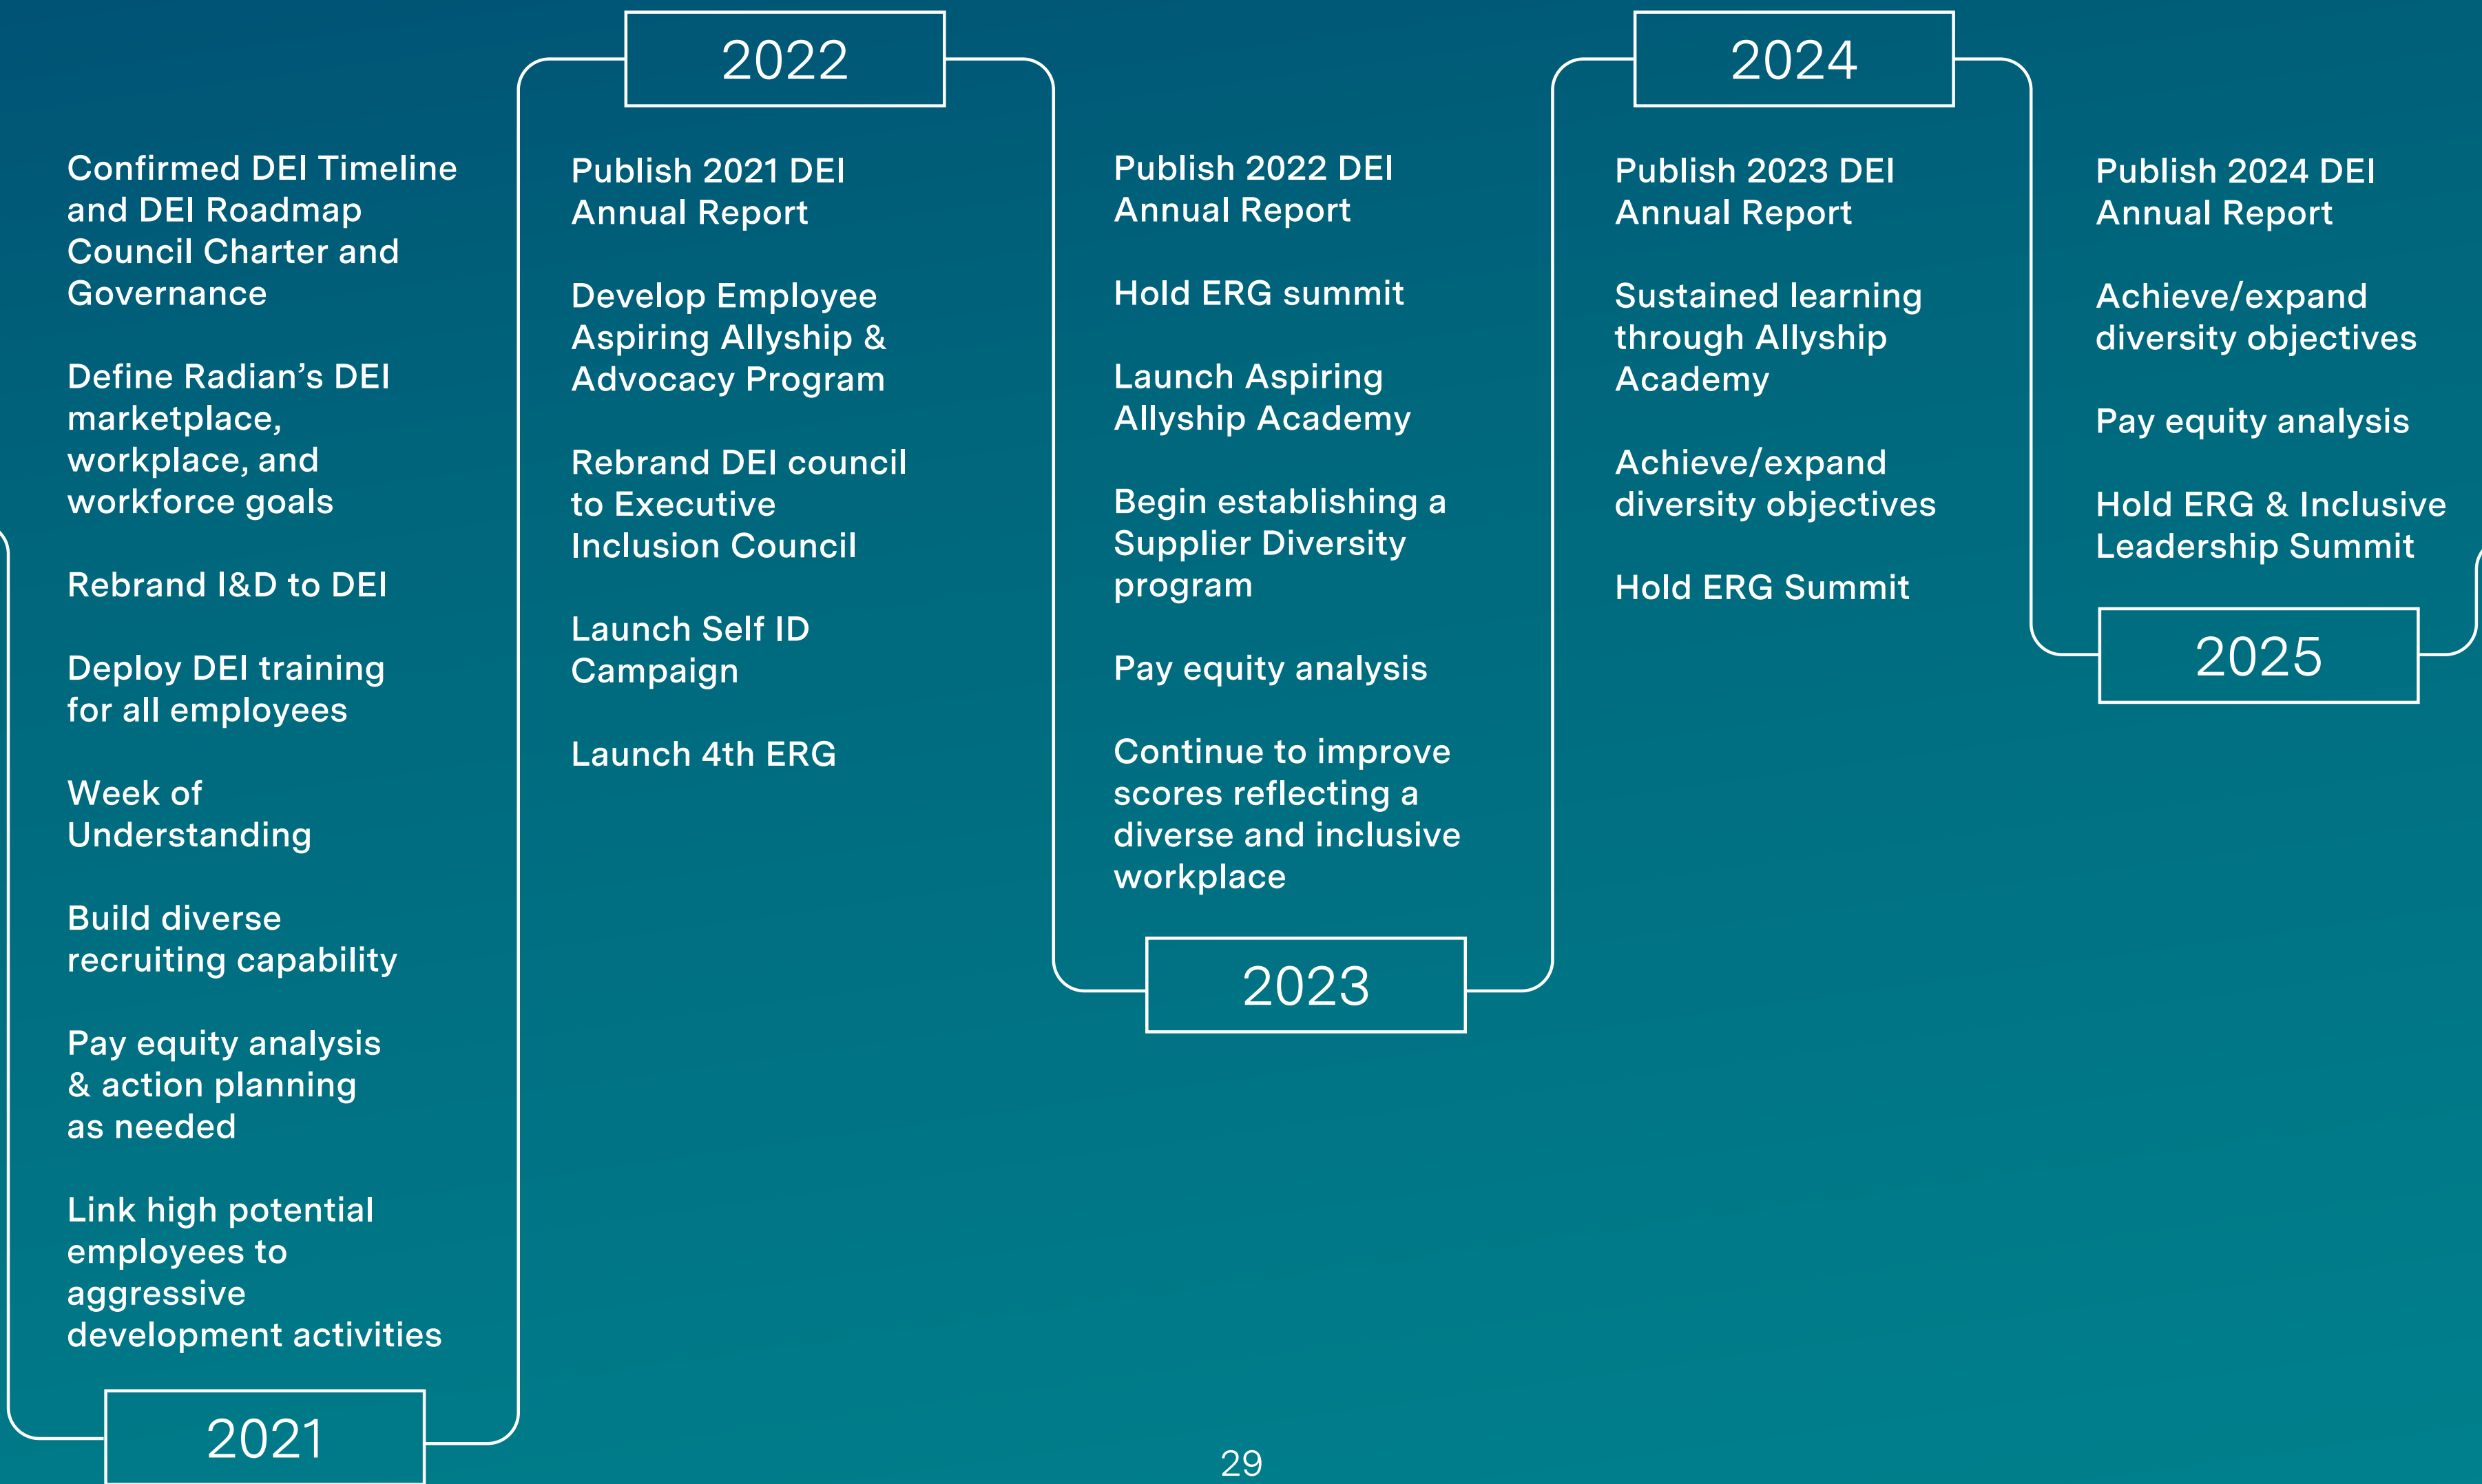 Confirmed DEI Timeline
and DEI Roadmap
Council Charter and
Governance
Define Radian’s DEI
marketplace,
workplace, and
workforce goals
Rebrand I&D to DEI
Deploy DEI training
for all employees
Week of
Understanding
Build diverse
recruiting capability
Pay equity analysis
& action planning
as needed
Link high potential
employees to
aggressive
development activities
2021
2022
Publish 2021 DEI
Annual Report
Develop Employee
Aspiring Allyship &
Advocacy Program
Rebrand DEI council
to Executive
Inclusion Council
Launch Self ID
Campaign
Launch 4th ERG
Publish 2022 DEI
Annual Report
Hold ERG summit
Launch Aspiring
Allyship Academy
Begin establishing a
Supplier Diversity
program
Pay equity analysis
Continue to improve
scores reflecting a
diverse and inclusive
workplace
2023
2024
Publish 2023 DEI
Annual Report
Sustained learning
through Allyship
Academy
Achieve/expand
diversity objectives
Hold ERG Summit
Publish 2024 DEI
Annual Report
Achieve/expand
diversity objectives
Pay equity analysis
Hold ERG & Inclusive
Leadership Summit
2025
29